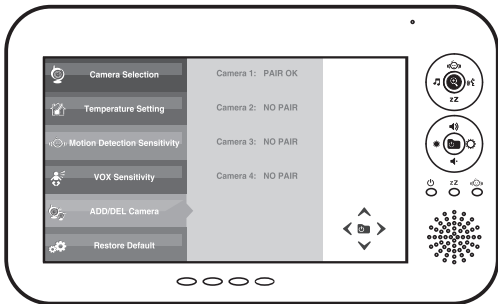 Camera Selection
Temperature Setting
Motion Detection Sensitivity
VOX Sensitivity
ADD/DEL Camera
Restore Default
Camera 1: PAIR OK
Camera 2: NO PAIR
Camera 3: NO PAIR
Camera 4: NO PAIR
zZ
zZ